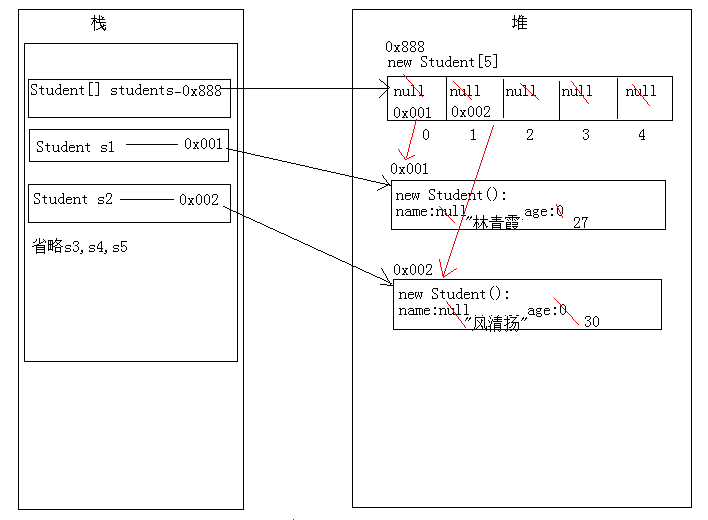 栈
Student[] students-0x888
Student s1 0x001
Student s2 0x002
省略s3,s4,s5
堆
0x888
new Student[5]
null null null null null
0x001 0x002
0 1 2 3 4
0x001
new Student():
name:null age:0
"林青霞 27
0x002
new Student():
name:null age:0
"风清扬" 30